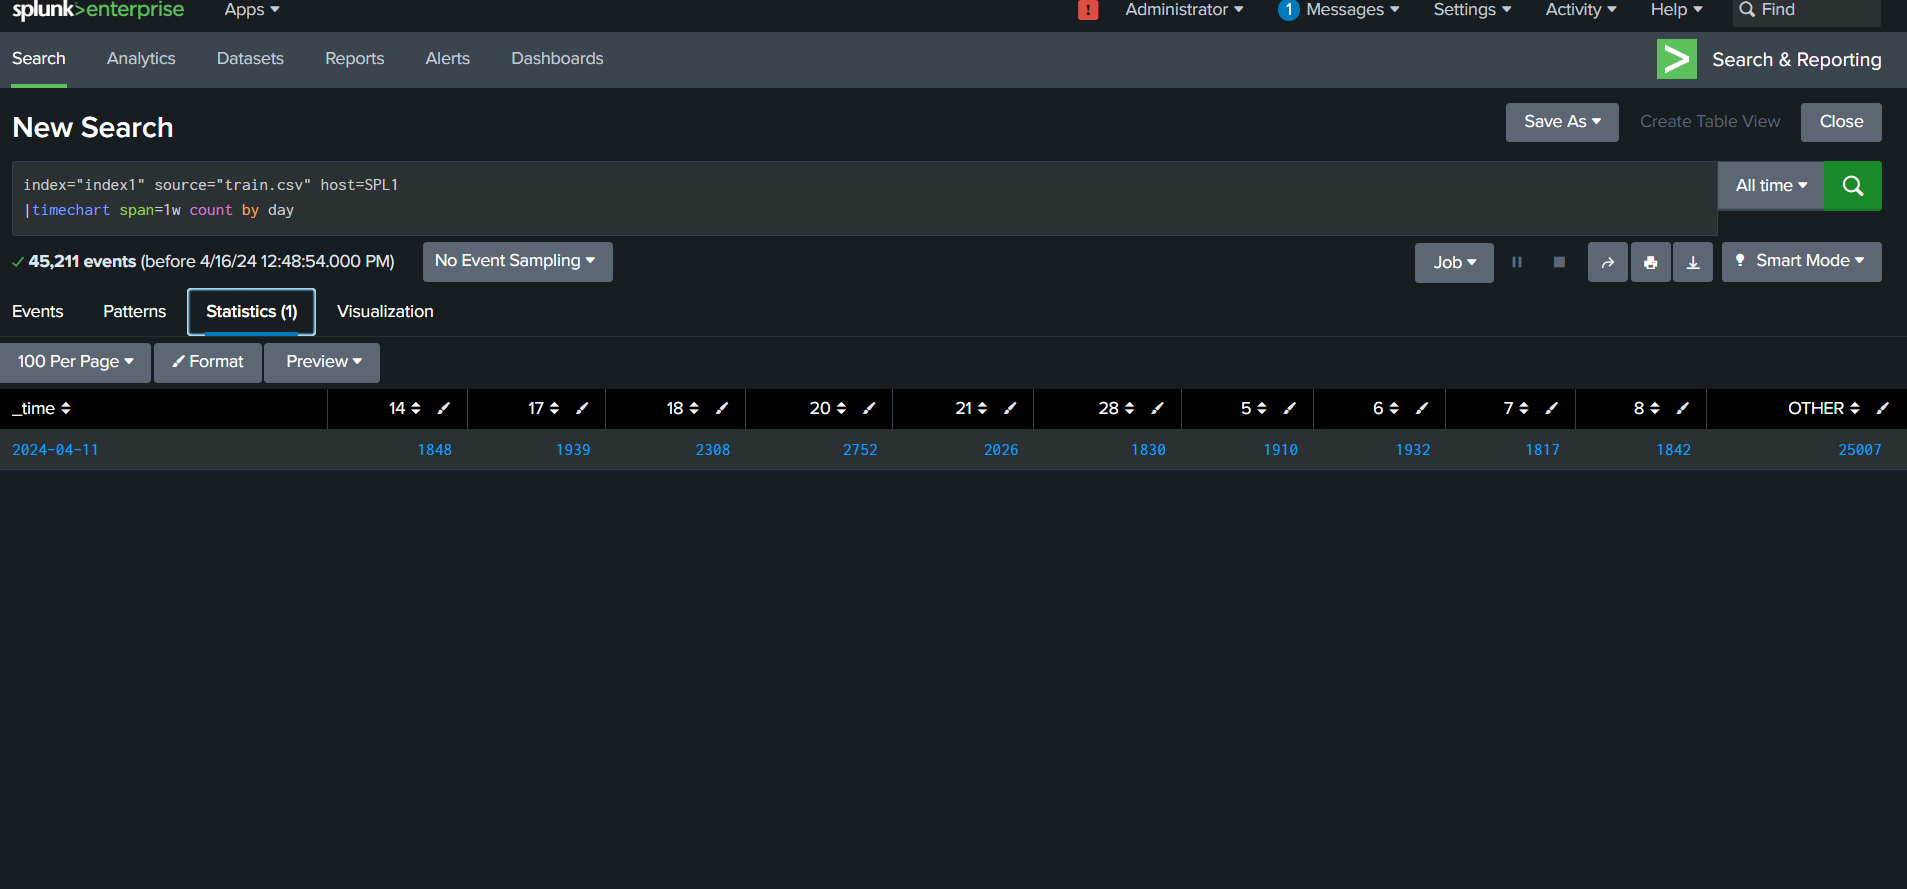 splunk>enterprise Apps Administrator 1 Messages Settings Activity Help Find
Search Analytics Datasets Reports Alerts Dashboards Search & Reporting
New Search Save As Create Table View Close
index="index1" source="train.csv" host=SPL1 All time
|timechart span=1w count by day
45,211 events (before 4/16/24 12:48:54.000 PM) No Event Sampling Job Smart Mode
Events Patterns Statistics (1) Visualization
100 Per Page Format Preview
_time 14 17 18 20 21 28 5 6 7 8 OTHER
2024-04-11 1848 1939 2308 2752 2026 1830 1910 1932 1817 1842 25007